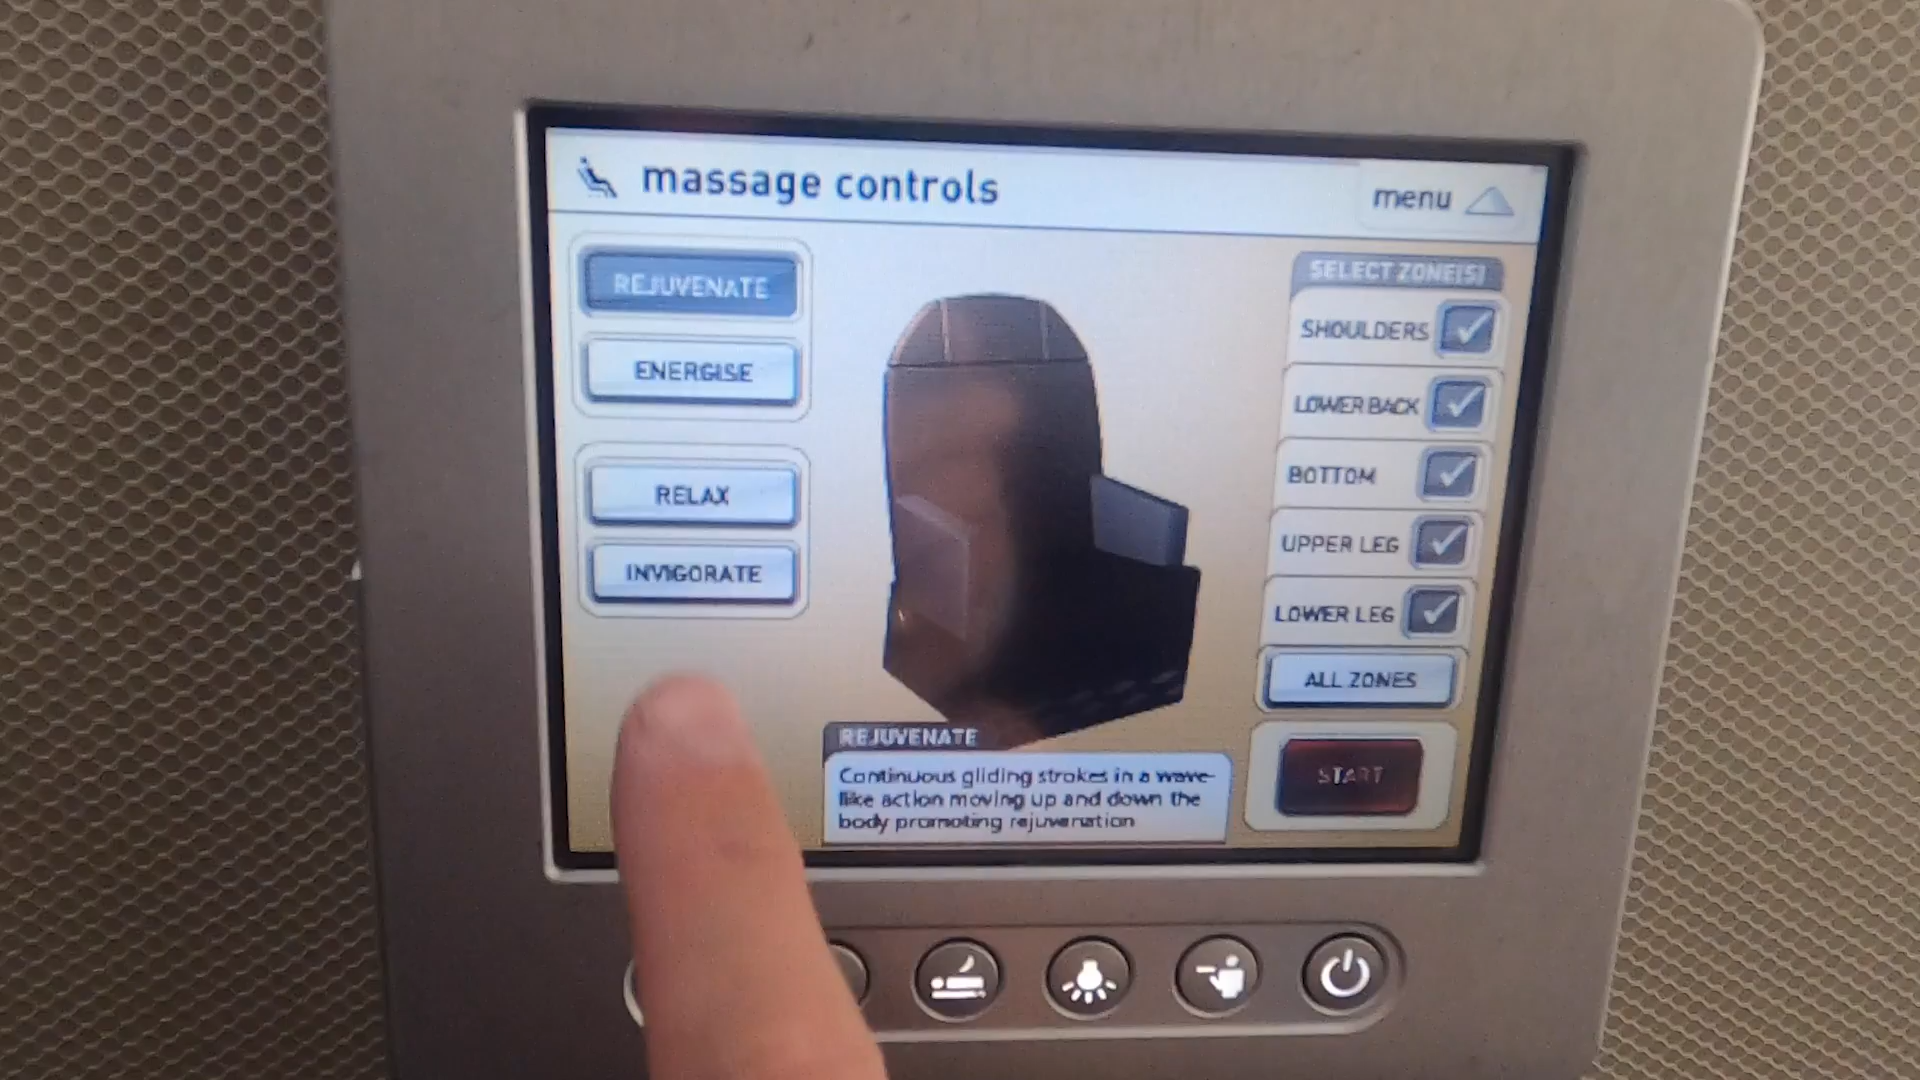 massage controls
menu
REJUVENATE
ENERGISE
RELAX
INVIGORATE
SELECT ZONE(S)
SHOULDERS
LOWER BACK
BOTTOM
UPPER LEG
LOWER LEG
ALL ZONES
START
REJUVENATE
Continuous gliding strokes in a wave-
like action moving up and down the
body promoting rejuvenation